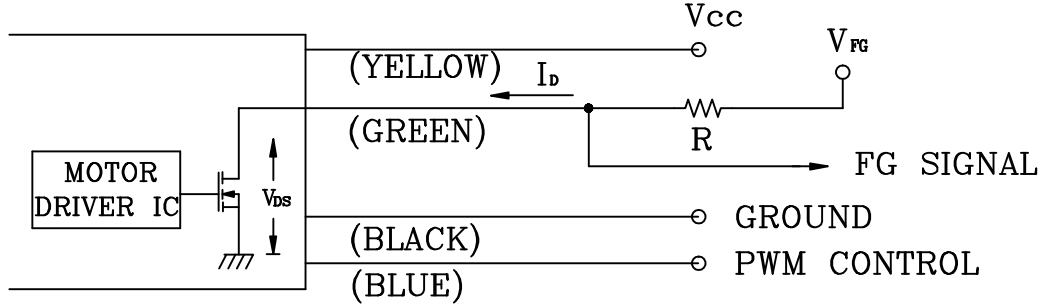 Vcc
VFG
(YELLOW)
ID
(GREEN)
R
FG SIGNAL
MOTOR
DRIVER IC
VDS
GROUND
(BLACK)
PWM CONTROL
(BLUE)